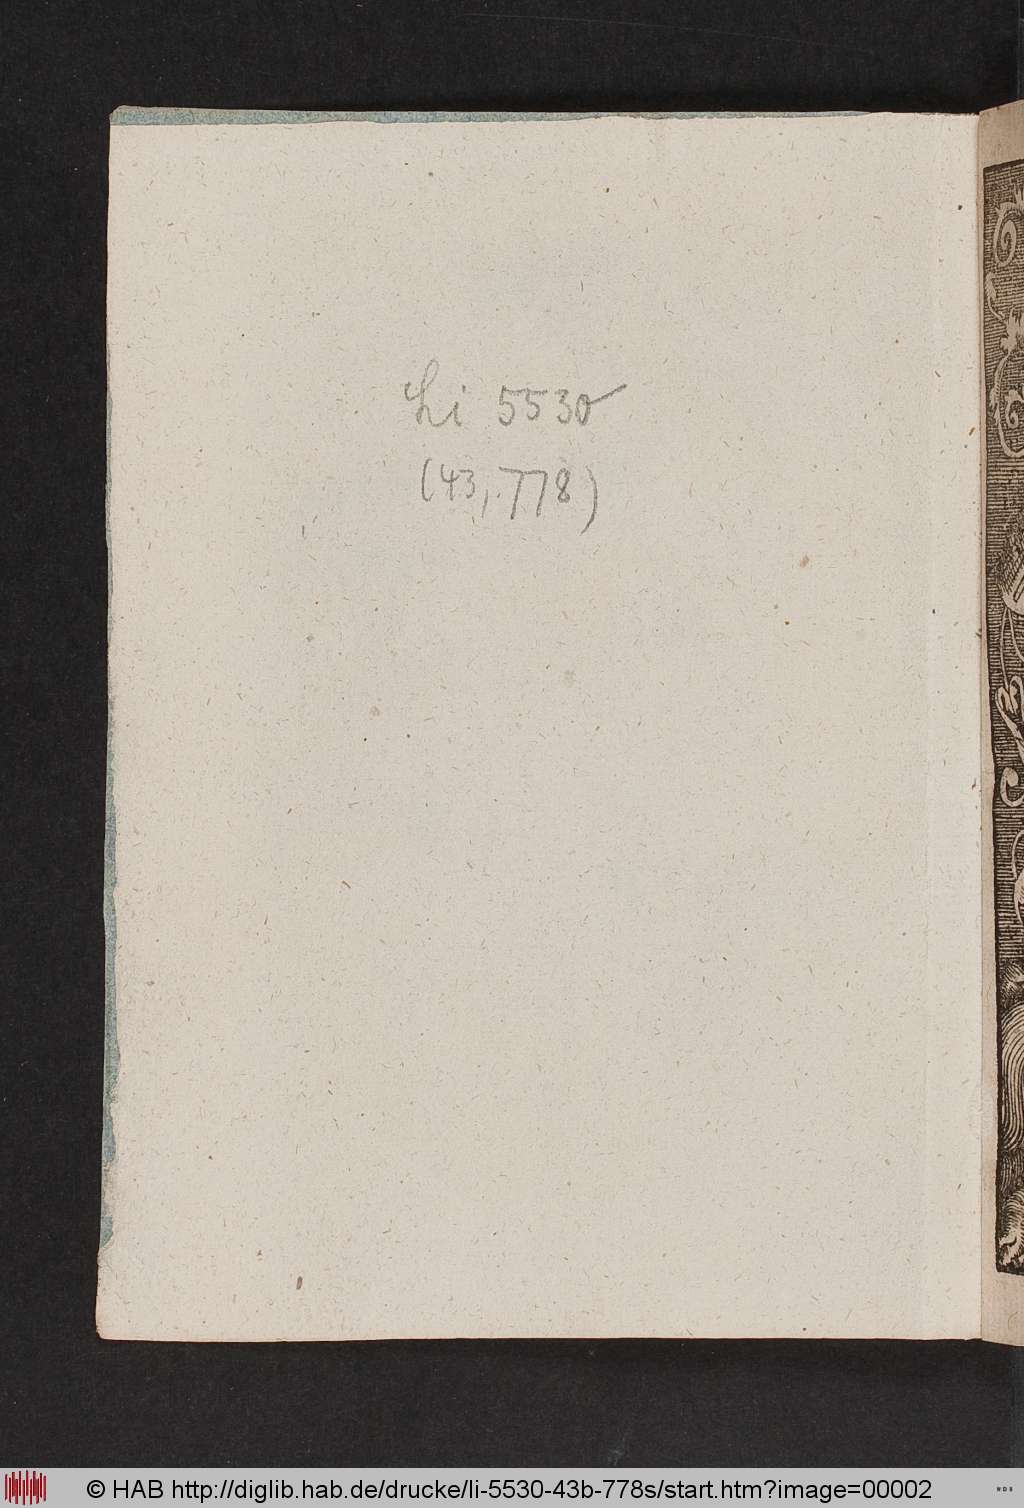 Li 5530
(43,778)
© HAB http://diglib.hab.de/drucke/li-5530-43b-778s/start.htm?image=00002